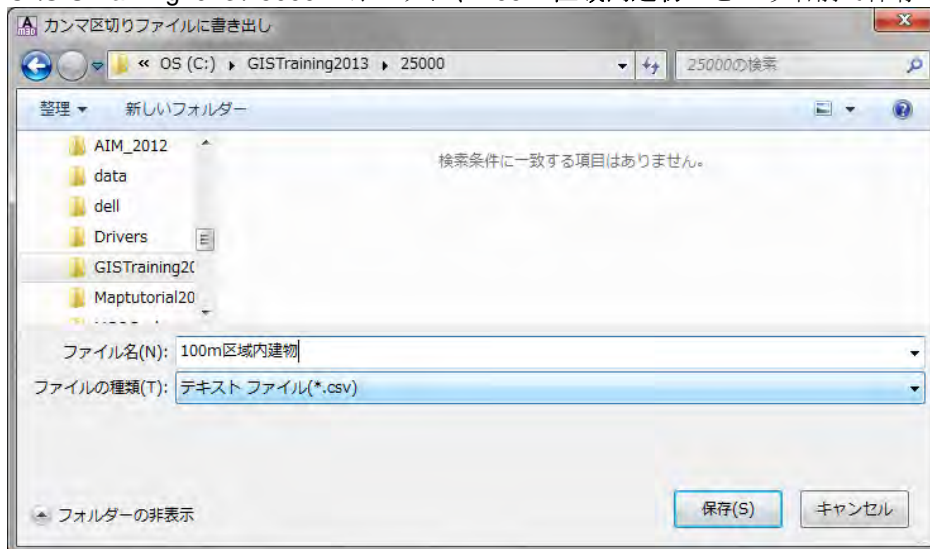 カンマ区切りファイルに書き出し
« OS (C:) ▸ GISTraining2013 ▸ 25000
25000の検索
整理 ▼ 新しいフォルダー
AIM_2012
data
dell
Drivers
GISTraining20
Maptutorial20
検索条件に一致する項目はありません。
ファイル名(N): 100m区域内建物
ファイルの種類(T): テキスト ファイル(*.csv)
フォルダーの非表示
保存(S)
キャンセル